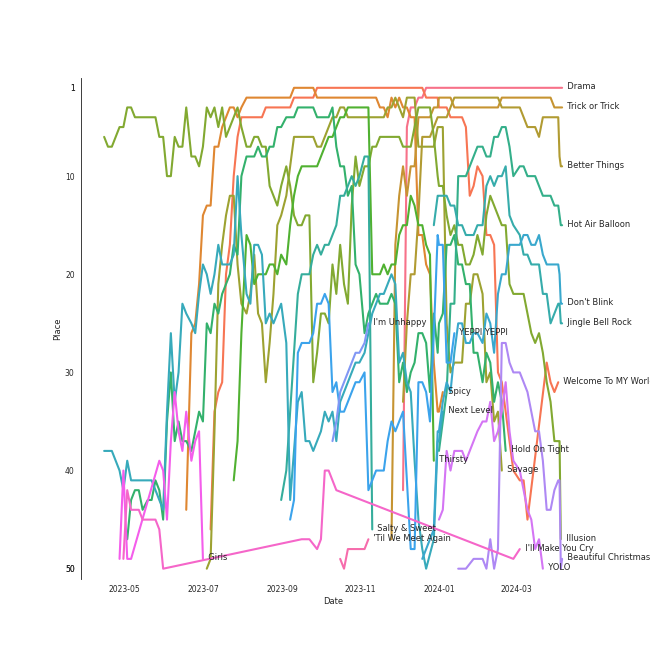 1
Drama
Trick or Trick
Better Things
10
Hot Air Balloon
20
Don't Blink
I'm Unhappy
Jingle Bell Rock
YEPPI YEPPI
Place
30
Welcome To MY Worl
Spicy
Next Level
Hold On Tight
Thirsty
40
Savage
Salty & Sweet
'Til We Meet Again
Illusion
I'll Make You Cry
Girls
Beautiful Christmas
50
YOLO
2023-05
2023-07
2023-09
2023-11
2024-01
2024-03
Date